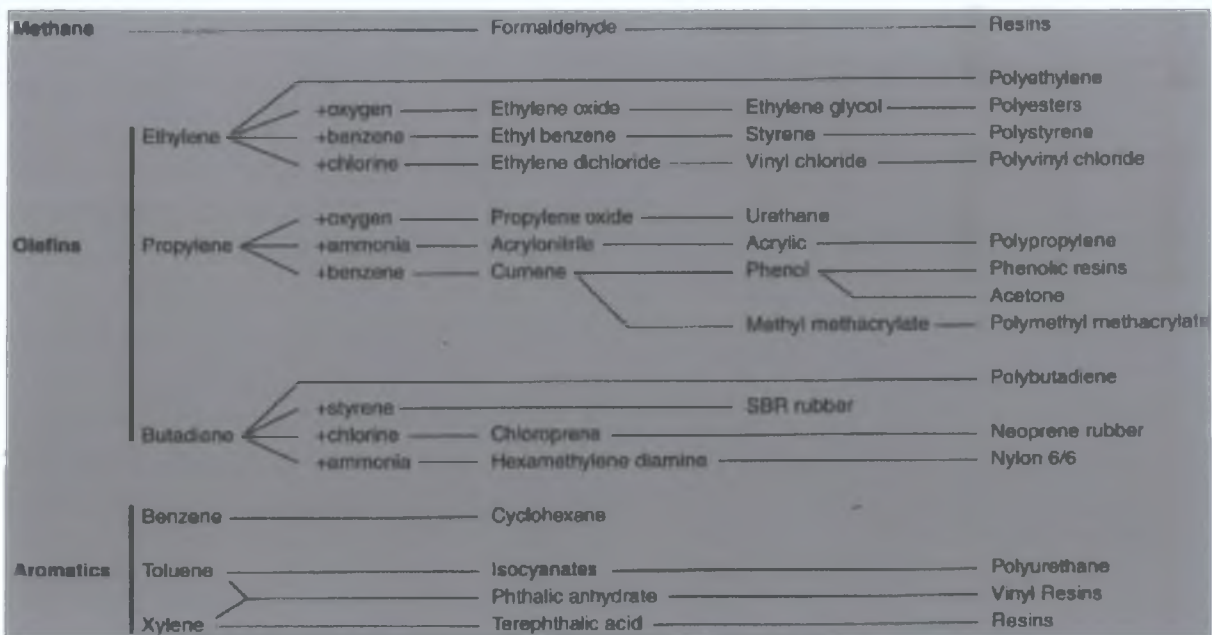 Methane Formaldehyde Resins
Polyethylene
+oxygen Ethylene oxide Ethylene glycol Polyesters
Ethylene +benzene Ethyl benzene Styrene Polystyrene
+chlorine Ethylene dichloride Vinyl chloride Polyvinyl chloride
+oxygen Propylene oxide Urethane
Olefins Propylene +ammonia Acrylonitrile Acrylic Polypropylene
+benzene Cumene Phenol Phenolic resins
Acetone
Methyl methacrylate Polymethyl methacrylate
Polybutadiene
+styrene SBR rubber
Butadiene +chlorine Chloroprene Neoprene rubber
+ammonia Hexamethylene diamine Nylon 6/6
Benzene Cyclohexane
Aromatics Toluene Isocyanates Polyurethane
Phthalic anhydrate Vinyl Resins
Xylene Terephthalic acid Resins